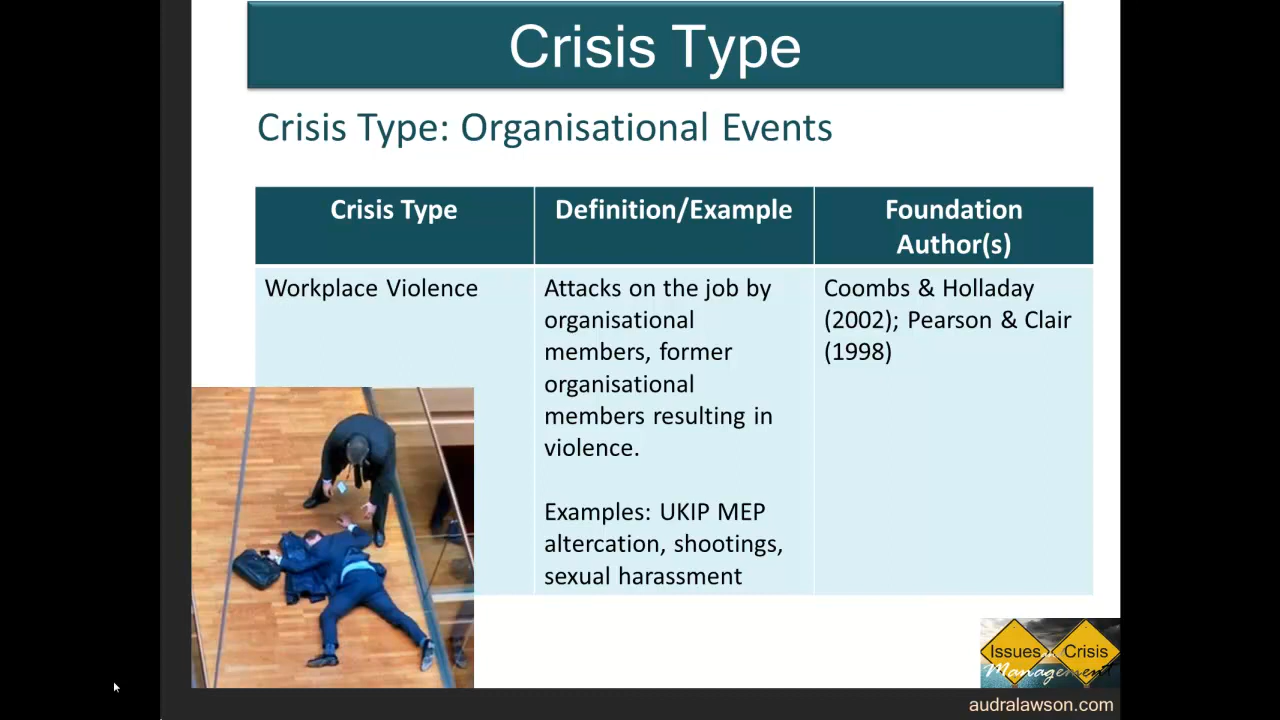 Crisis Type
Crisis Type: Organisational Events
Crisis Type
Definition/Example
Foundation
Author(s)
Workplace Violence
Attacks on the job by
organisational
members, former
organisational
members resulting in
violence.
Examples: UKIP MEP
altercation, shootings,
sexual harassment
Coombs & Holladay
(2002); Pearson & Clair
(1998)
Issues
Crisis
Management
audralawson.com